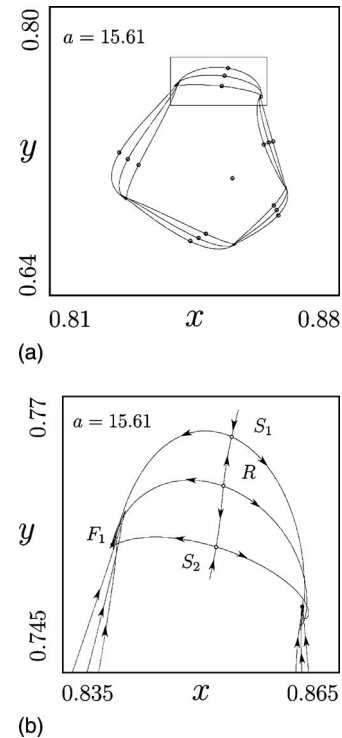 0.80
a = 15.61
y
0.64
0.81 x 0.88
(a)
0.77
a = 15.61
S₁
R
y
F₁
S₂
0.745
0.835 x 0.865
(b)